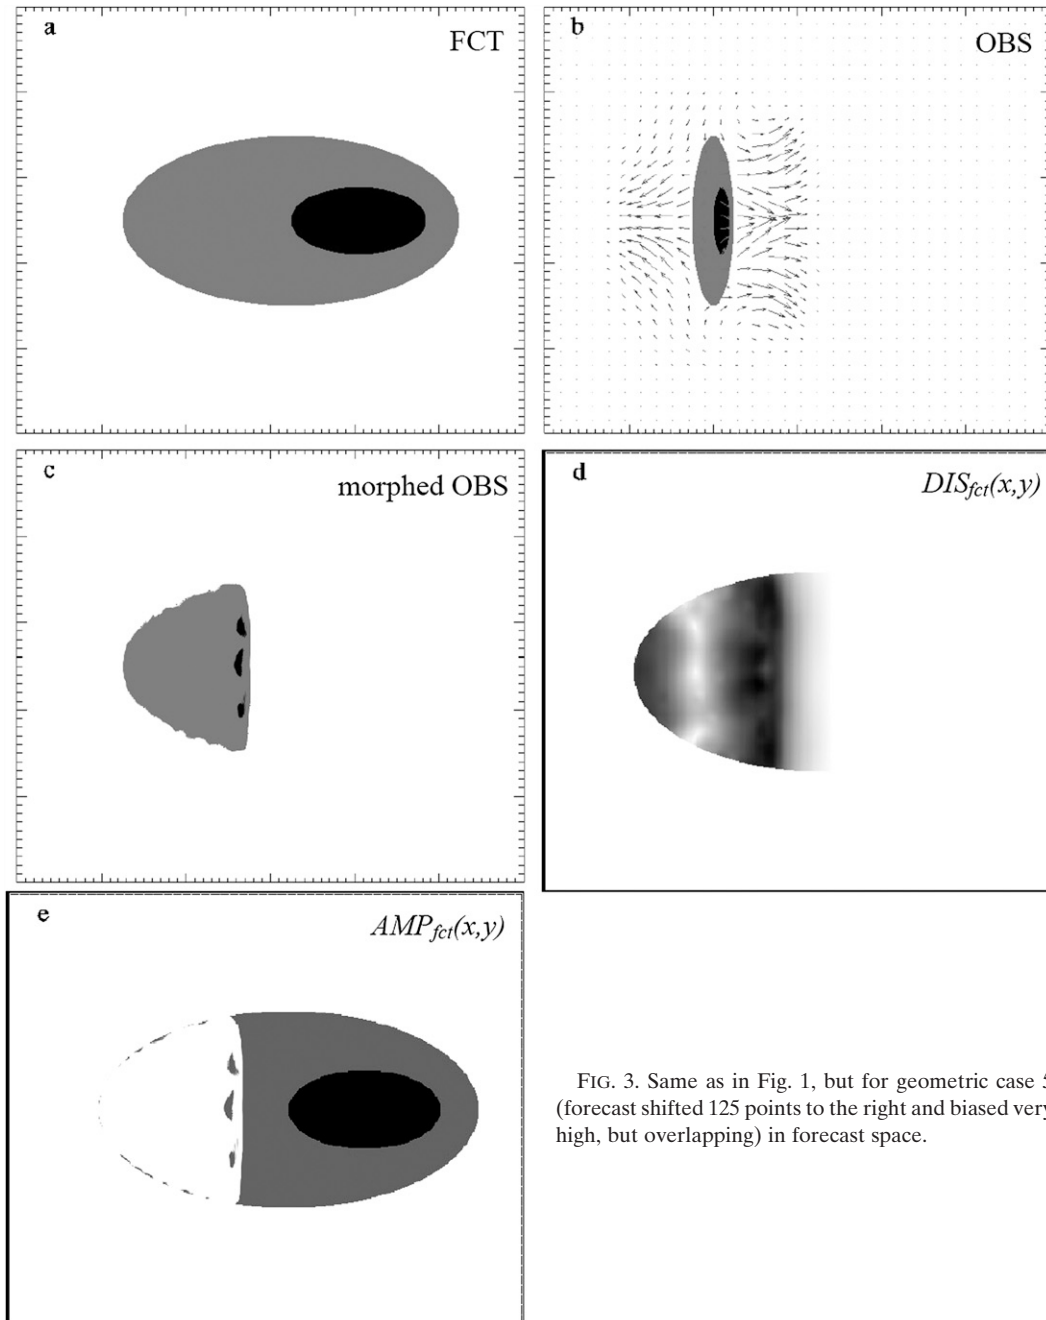 a
FCT
b
OBS
c
morphed OBS
d
DISfct(x,y)
e
AMPfct(x,y)
FIG. 3. Same as in Fig. 1, but for geometric case 5
(forecast shifted 125 points to the right and biased very
high, but overlapping) in forecast space.